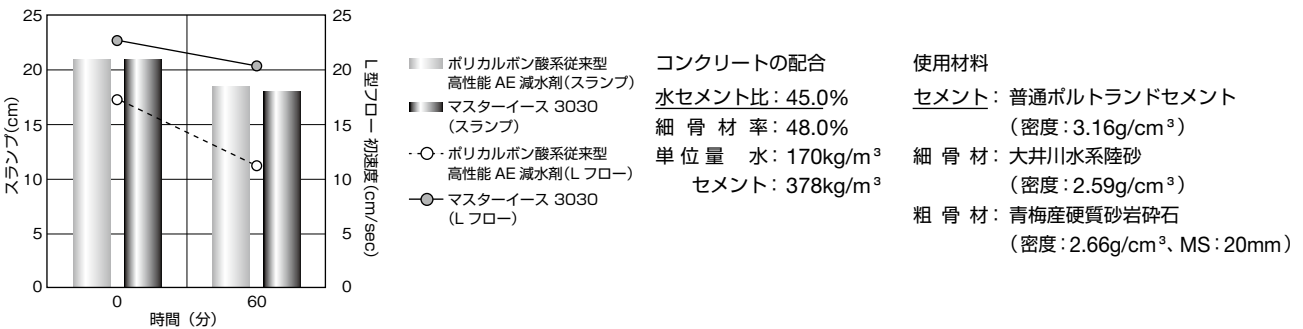 25
20
15
10
5
0
スランプ(cm)
25
20
15
10
5
0
L型フロー初速度(cm/sec)
0
60
時間（分）
ポリカルボン酸系従来型
高性能 AE 減水剤(スランプ)
マスターイース 3030
(スランプ)
ポリカルボン酸系従来型
高性能 AE 減水剤(L フロー)
マスターイース 3030
(L フロー)
コンクリートの配合
水セメント比：45.0%
細 骨 材 率：48.0%
単 位 量　水：170kg/m³
セメント：378kg/m³
使用材料
セメント：普通ポルトランドセメント
（密度：3.16g/cm³）
細 骨 材：大井川水系陸砂
（密度：2.59g/cm³）
粗 骨 材：青梅産硬質砂岩砕石
（密度：2.66g/cm³、MS：20mm）